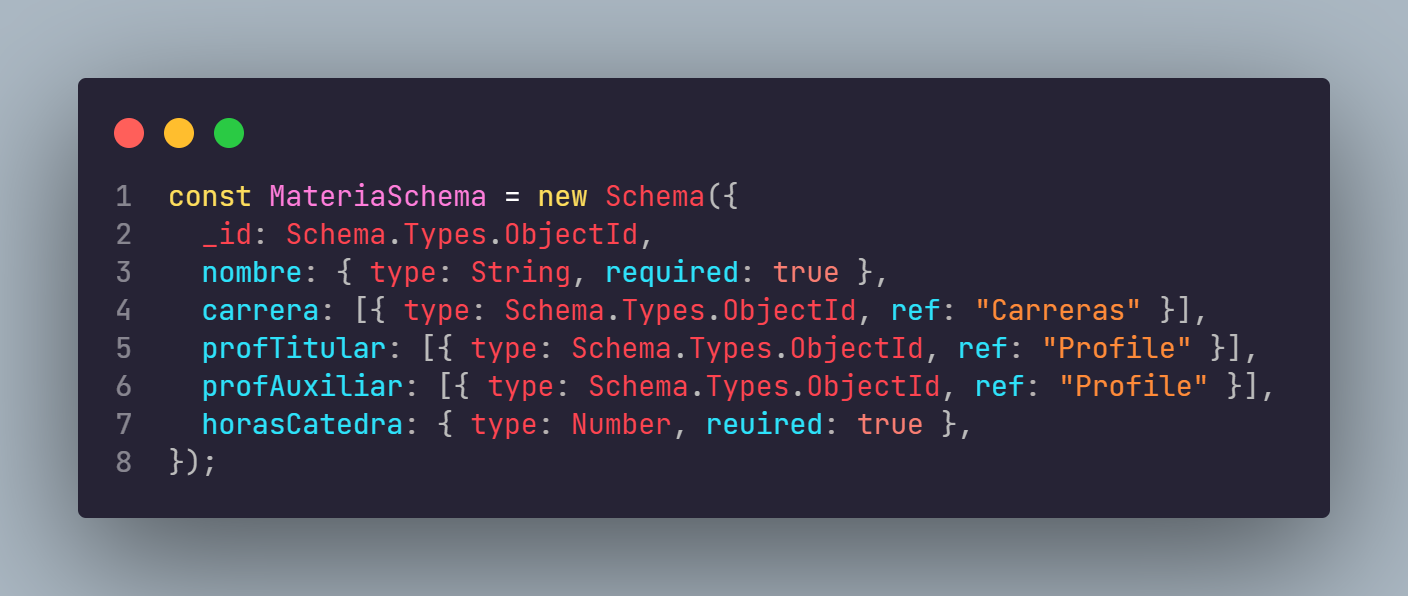 1 const MateriaSchema = new Schema({
2   _id: Schema.Types.ObjectId,
3   nombre: { type: String, required: true },
4   carrera: [{ type: Schema.Types.ObjectId, ref: "Carreras" }],
5   profTitular: [{ type: Schema.Types.ObjectId, ref: "Profile" }],
6   profAuxiliar: [{ type: Schema.Types.ObjectId, ref: "Profile" }],
7   horasCatedra: { type: Number, reuired: true },
8 });